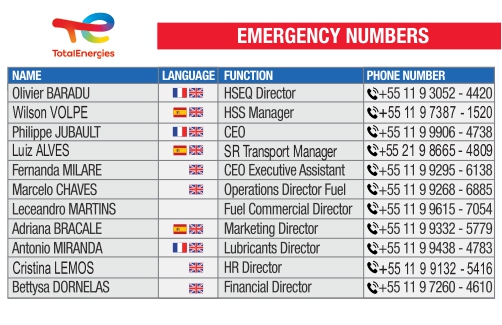 TotalEnergies
EMERGENCY NUMBERS
NAME LANGUAGE FUNCTION PHONE NUMBER
Olivier BARADU HSEQ Director +55 11 9 3052 - 4420
Wilson VOLPE HSS Manager +55 11 9 7387 - 1520
Philippe JUBAULT CEO +55 11 9 9906 - 4738
Luiz ALVES SR Transport Manager +55 21 9 8665 - 4809
Fernanda MILARE CEO Executive Assistant +55 11 9 9295 - 6138
Marcelo CHAVES Operations Director Fuel +55 11 9 9268 - 6885
Leceandro MARTINS Fuel Commercial Director +55 11 9 9615 - 7054
Adriana BRACALE Marketing Director +55 11 9 9332 - 5779
Antonio MIRANDA Lubricants Director +55 11 9 9438 - 4783
Cristina LEMOS HR Director +55 11 9 9132 - 5416
Bettysa DORNELAS Financial Director +55 11 9 7260 - 4610